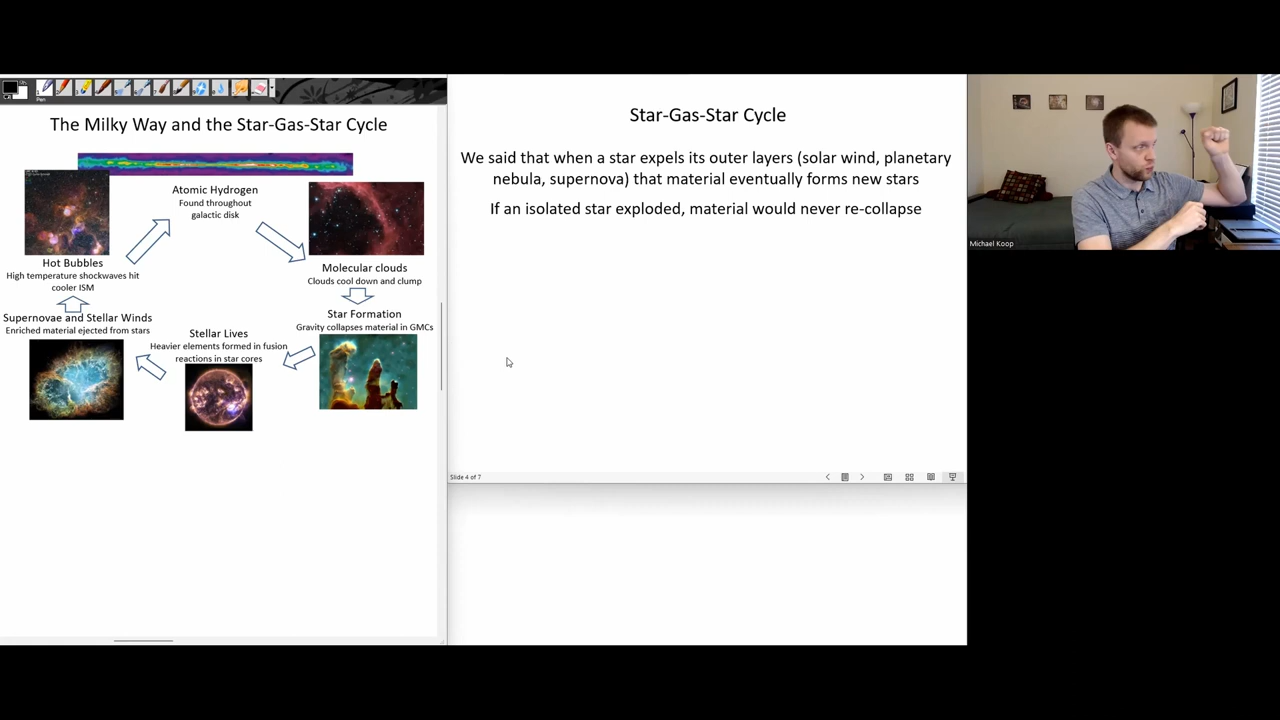 Pen
The Milky Way and the Star-Gas-Star Cycle
Atomic Hydrogen
Found throughout
galactic disk
Hot Bubbles
High temperature shockwaves hit
cooler ISM
Molecular clouds
Clouds cool down and clump
Supernovae and Stellar Winds
Enriched material ejected from stars
Star Formation
Gravity collapses material in GMCs
Stellar Lives
Heavier elements formed in fusion
reactions in star cores
Star-Gas-Star Cycle
We said that when a star expels its outer layers (solar wind, planetary
nebula, supernova) that material eventually forms new stars
If an isolated star exploded, material would never re-collapse
Slide 4 of 7
Michael Koop